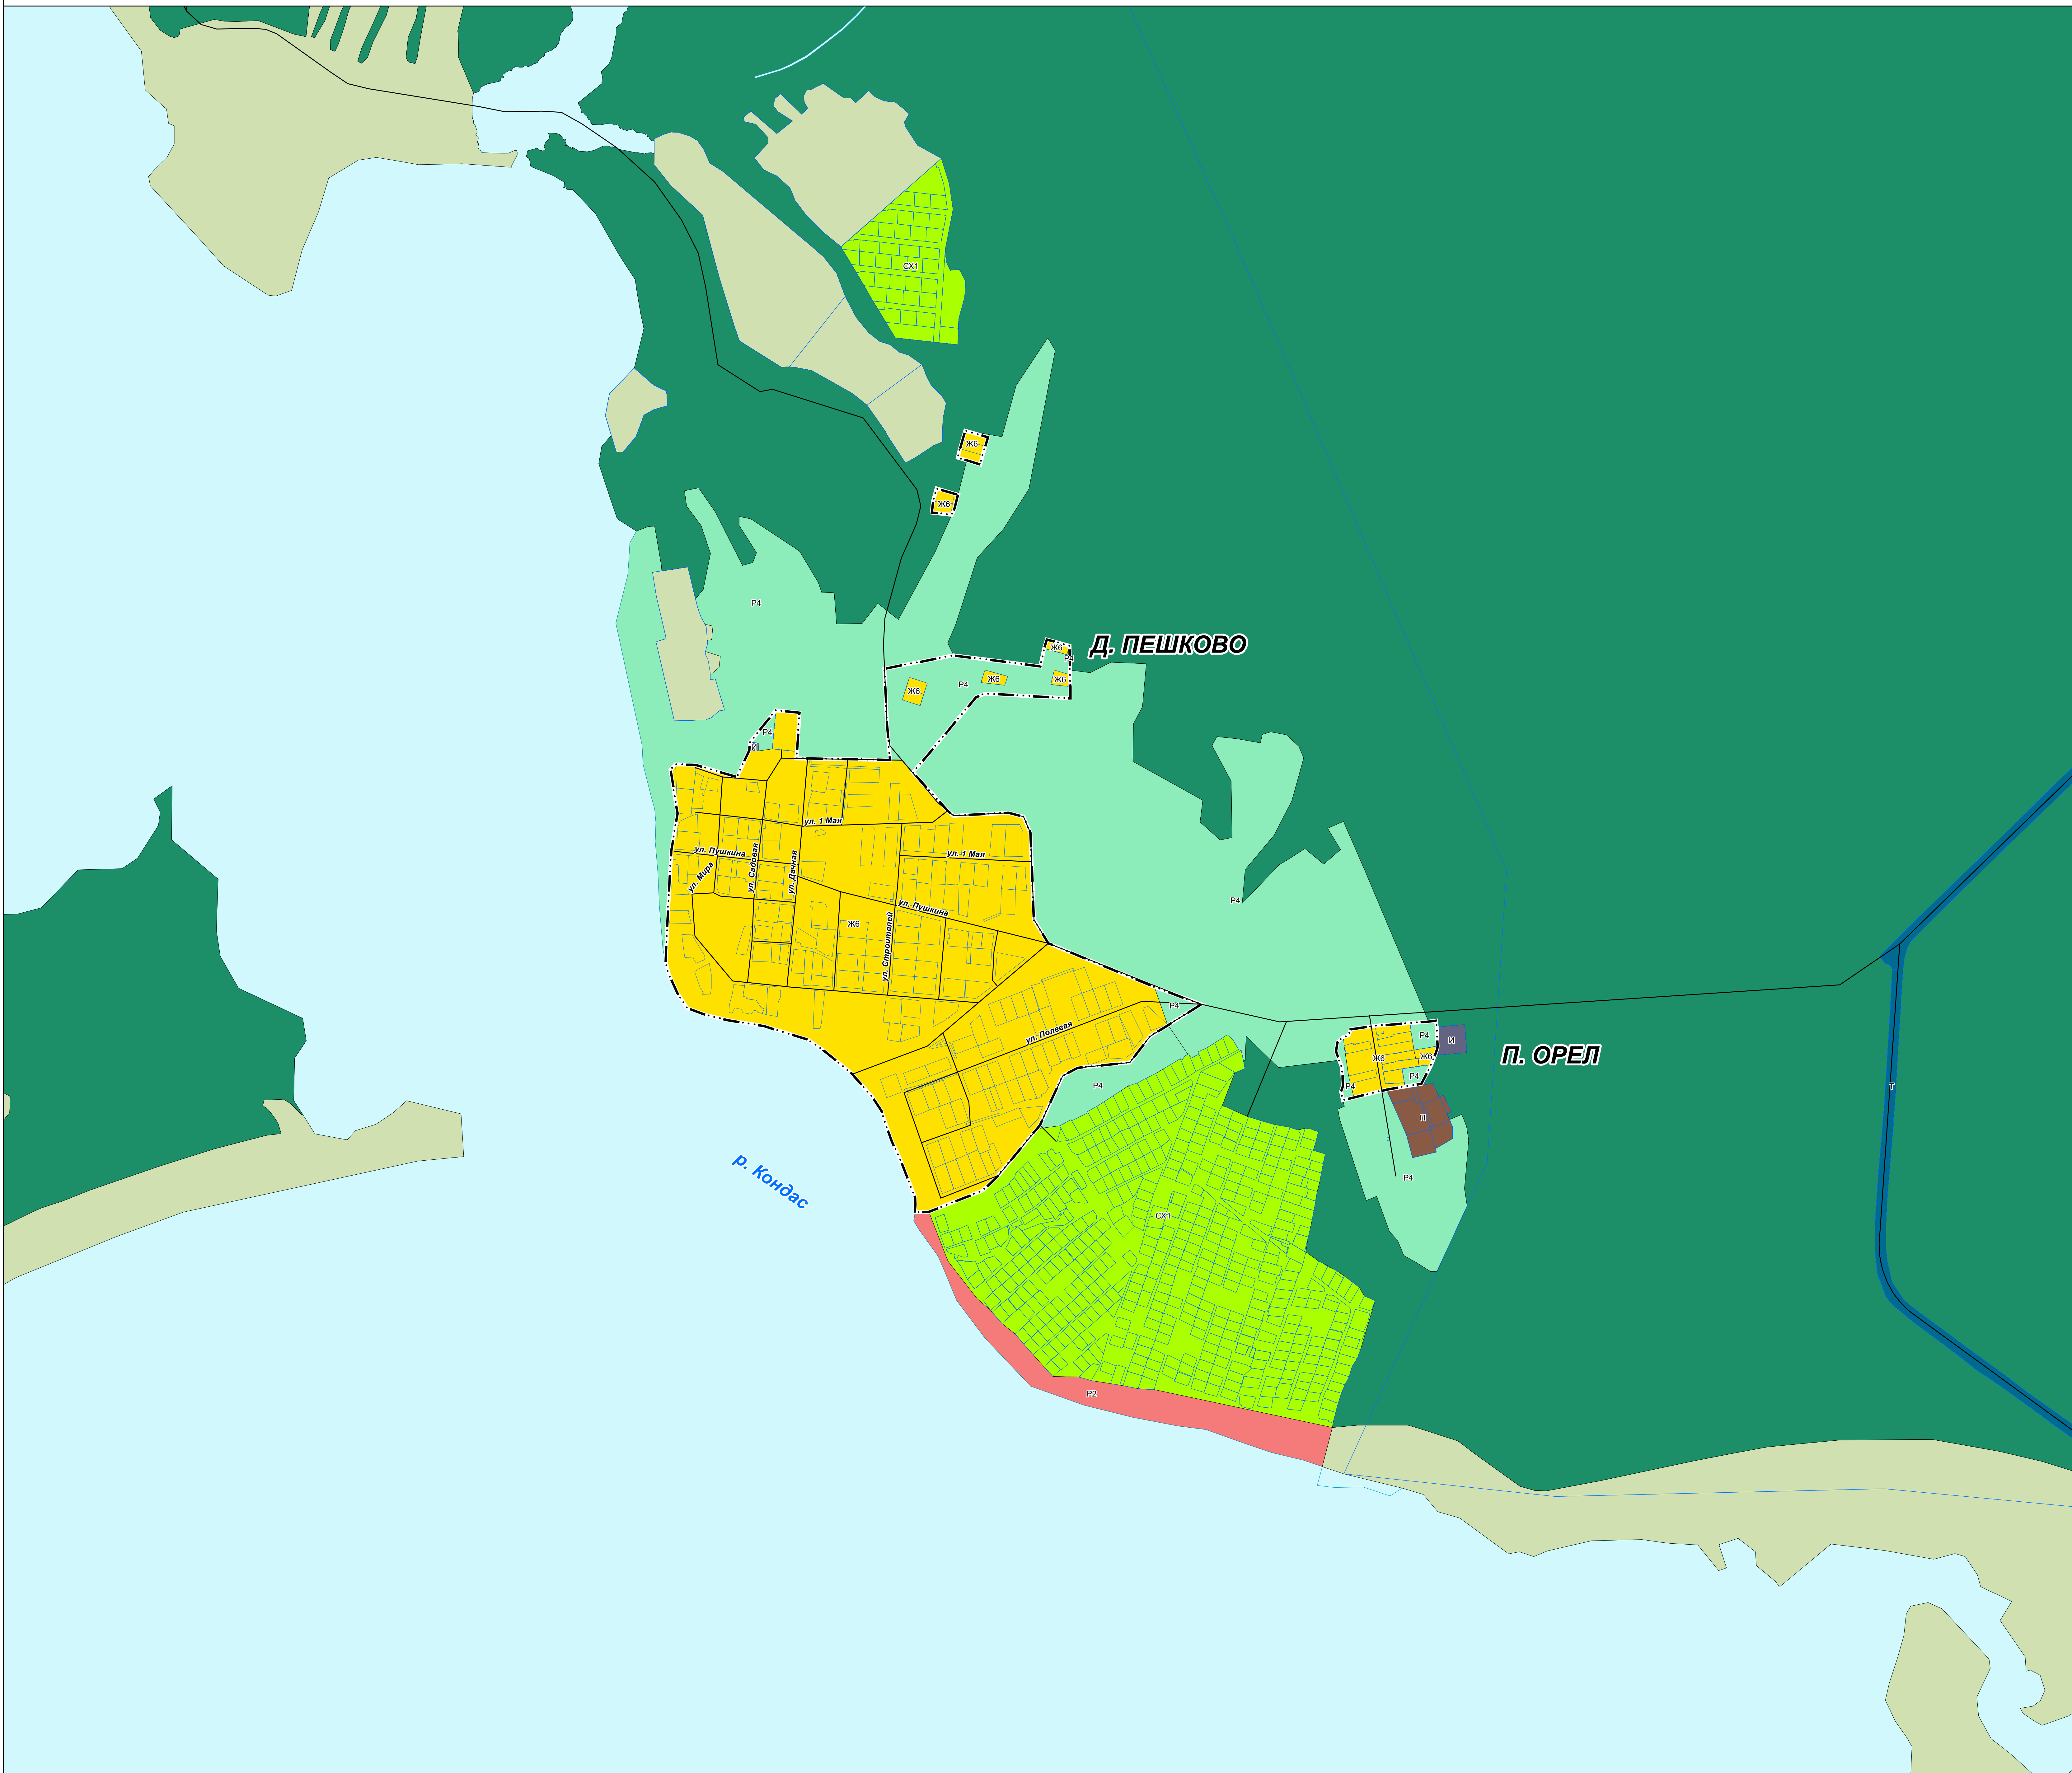 СХ1
Ж6
Ж6
Р4
Д. ПЕШКОВО
Ж6
Р4
Ж6
Ж6
Р4
Ж6
Р4
И
ул. 1 Мая
ул. Пушкина
ул. 1 Мая
ул. Садовая
ул. Дачная
ул. Мира
Р4
ул. Пушкина
Ж6
ул. Строителей
Р4
ул. Полевая
Р4
И
П. ОРЕЛ
Ж6
Ж6
Р4
Р4
Р4
Т
П
р. Кондас
Р4
СХ1
Р2